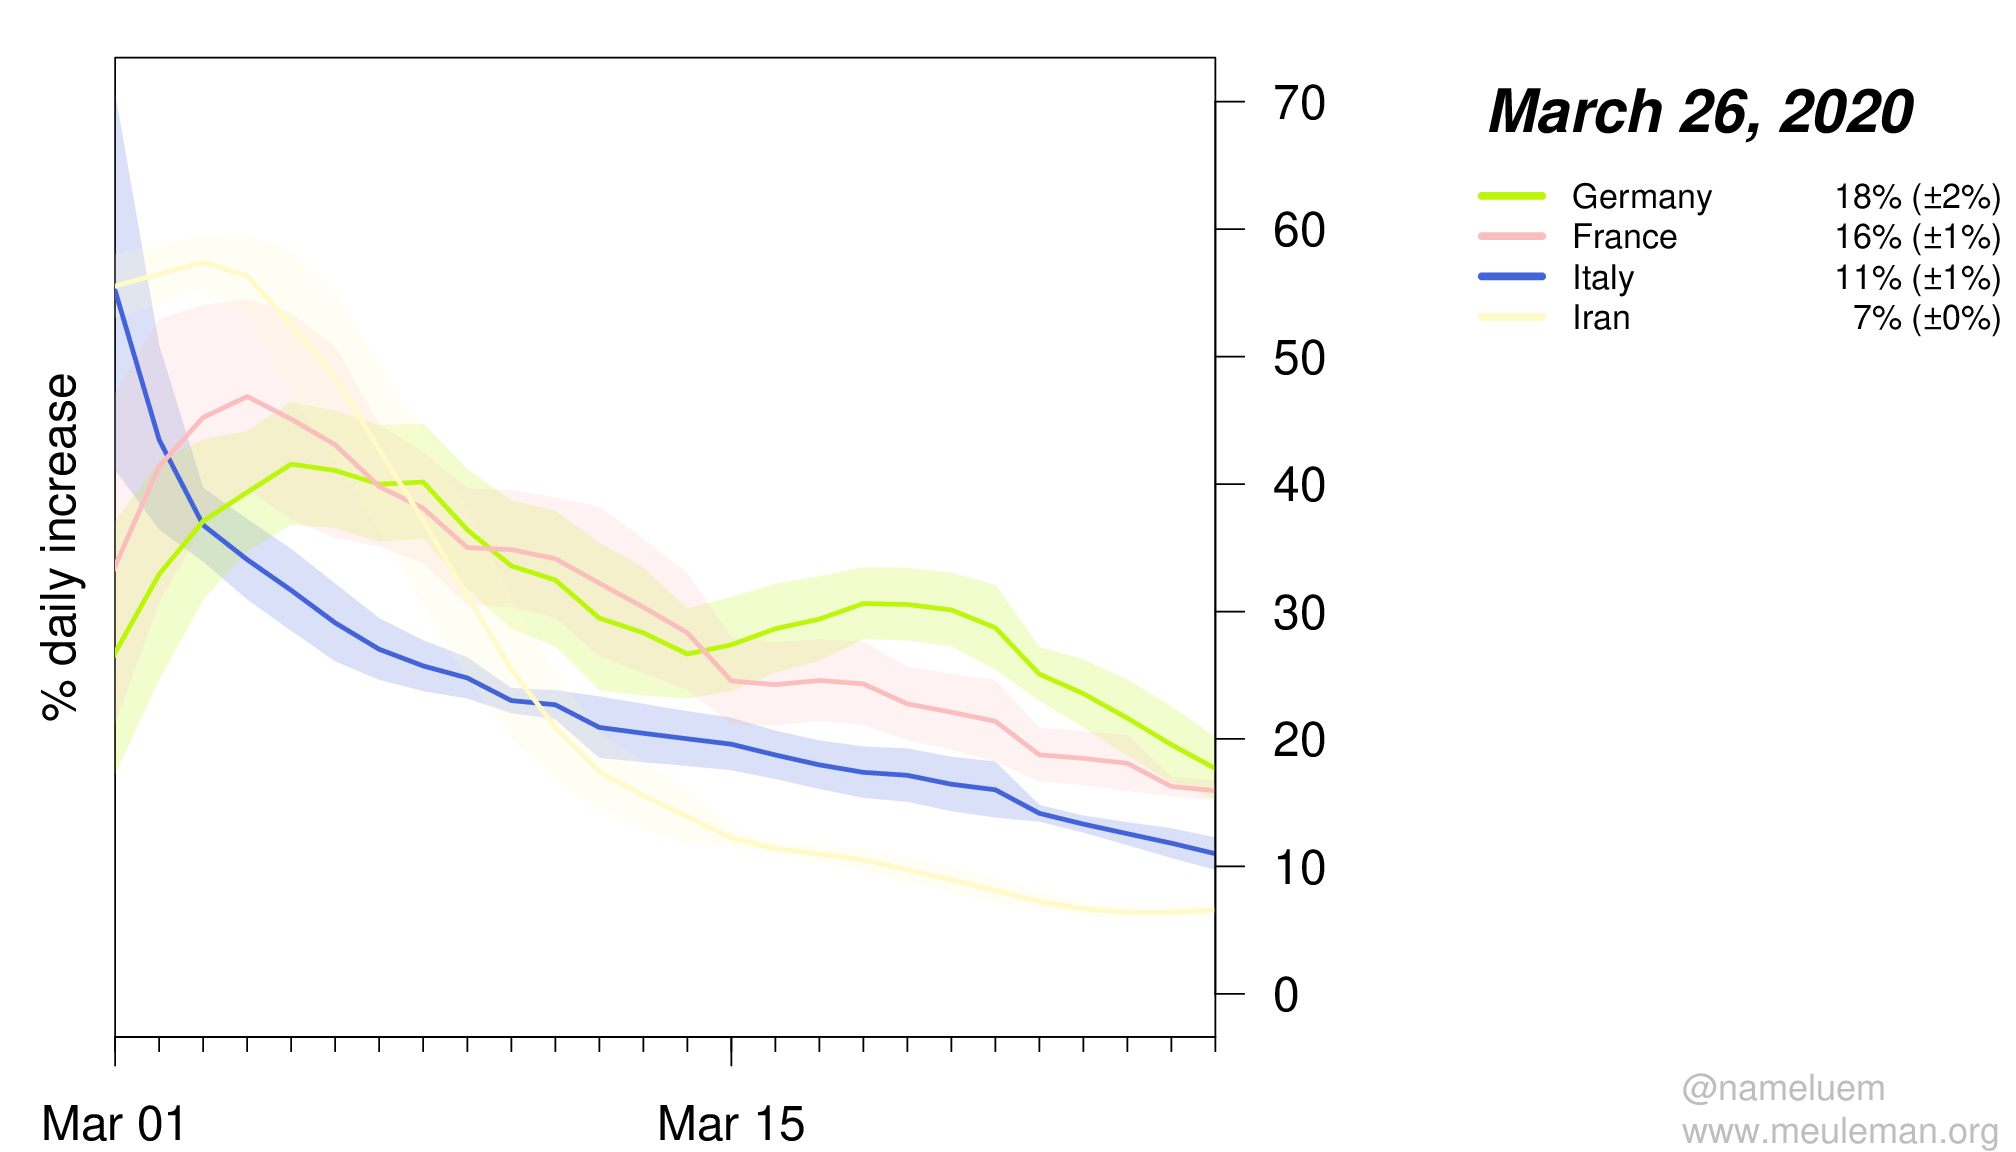 March 26, 2020
Germany 18% (±2%)
France 16% (±1%)
Italy 11% (±1%)
Iran 7% (±0%)
% daily increase
70
60
50
40
30
20
10
0
Mar 01 Mar 15
@nameluem
www.meuleman.org